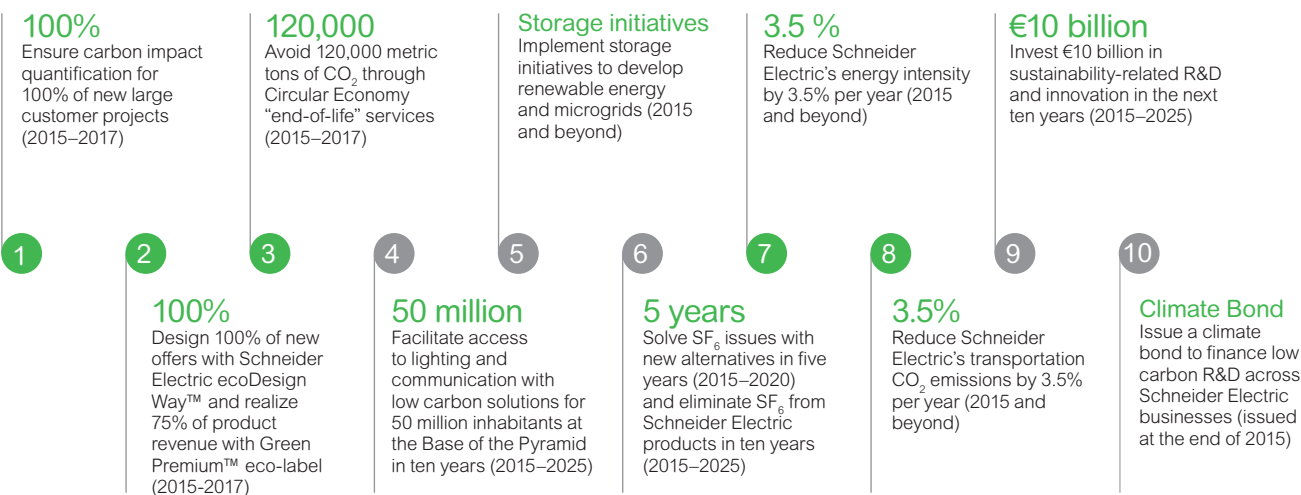 100%
Ensure carbon impact
quantification for
100% of new large
customer projects
(2015–2017)
120,000
Avoid 120,000 metric
tons of CO₂ through
Circular Economy
“end-of-life” services
(2015–2017)
Storage initiatives
Implement storage
initiatives to develop
renewable energy
and microgrids (2015
and beyond)
3.5 %
Reduce Schneider
Electric’s energy intensity
by 3.5% per year (2015
and beyond)
€10 billion
Invest €10 billion in
sustainability-related R&D
and innovation in the next
ten years (2015–2025)
1
2
3
4
5
6
7
8
9
10
100%
Design 100% of new
offers with Schneider
Electric ecoDesign
Way™ and realize
75% of product
revenue with Green
Premium™ eco-label
(2015-2017)
50 million
Facilitate access
to lighting and
communication with
low carbon solutions for
50 million inhabitants at
the Base of the Pyramid
in ten years (2015–2025)
5 years
Solve SF₆ issues with
new alternatives in five
years (2015–2020)
and eliminate SF₆ from
Schneider Electric
products in ten years
(2015–2025)
3.5%
Reduce Schneider
Electric’s transportation
CO₂ emissions by 3.5%
per year (2015 and
beyond)
Climate Bond
Issue a climate
bond to finance low
carbon R&D across
Schneider Electric
businesses (issued
at the end of 2015)